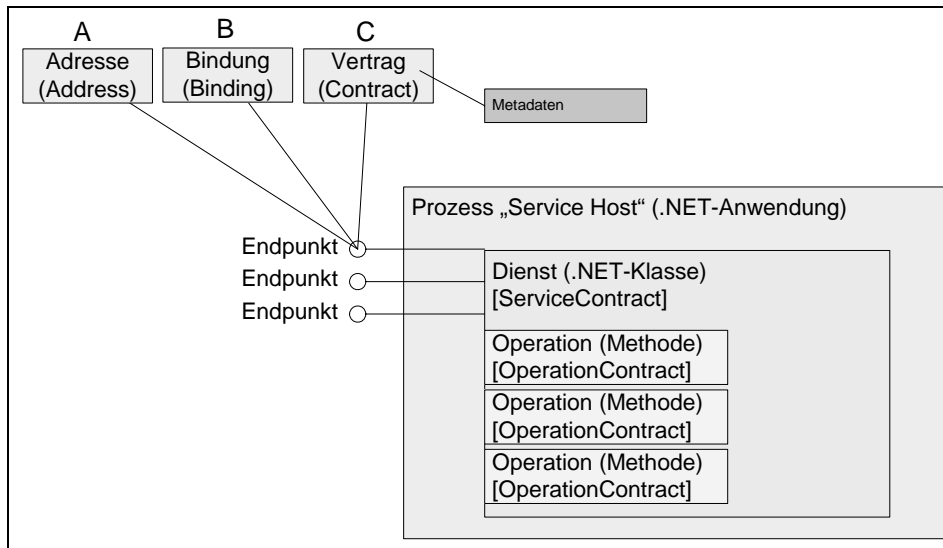 A
B
C
Adresse
(Address)
Bindung
(Binding)
Vertrag
(Contract)
Metadaten
Prozess „Service Host“ (.NET-Anwendung)
Endpunkt
Endpunkt
Endpunkt
Dienst (.NET-Klasse)
[ServiceContract]
Operation (Methode)
[OperationContract]
Operation (Methode)
[OperationContract]
Operation (Methode)
[OperationContract]